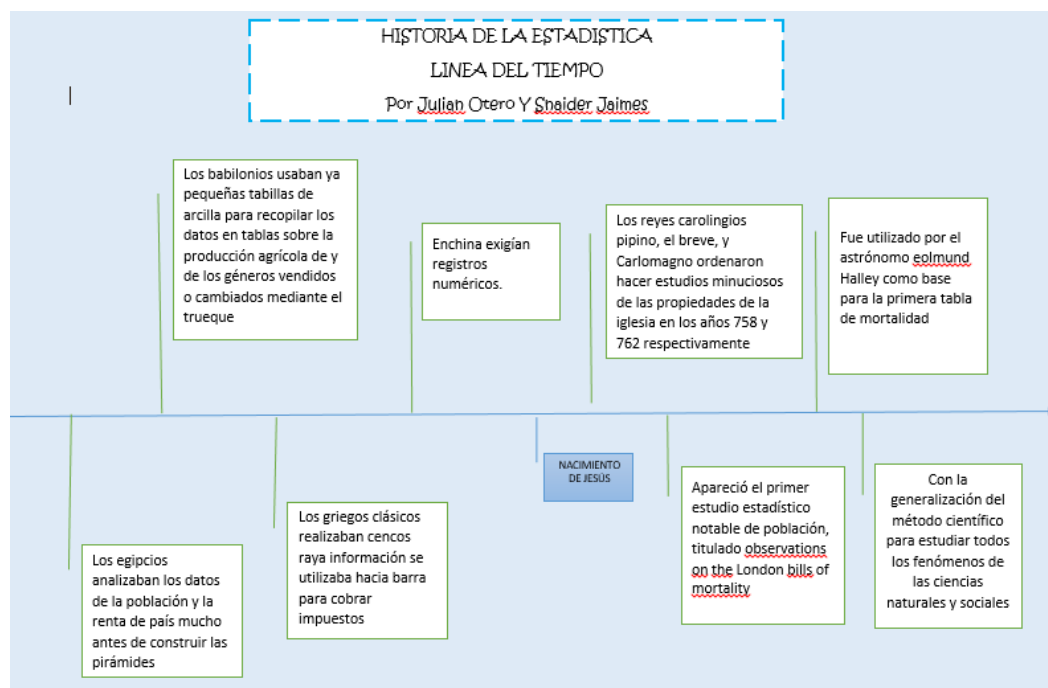 HISTORIA DE LA ESTADISTICA
LINEA DEL TIEMPO
Por Julian Otero Y Shaider Jaimes
Los babilonios usaban ya
pequeñas tabillas de
arcilla para recopilar los
datos en tablas sobre la
producción agrícola de y
de los géneros vendidos
o cambiados mediante el
trueque
Enchina exigían
registros
numéricos.
Los reyes carolingios
pipino, el breve, y
Carlomagno ordenaron
hacer estudios minuciosos
de las propiedades de la
iglesia en los años 758 y
762 respectivamente
Fue utilizado por el
astrónomo eolmund
Halley como base
para la primera tabla
de mortalidad
Los egipcios
analizaban los datos
de la población y la
renta de país mucho
antes de construir las
pirámides
Los griegos clásicos
realizaban cencos
raya información se
utilizaba hacia barra
para cobrar
impuestos
NACIMIENTO
DE JESÚS
Apareció el primer
estudio estadístico
notable de población,
titulado observations
on the London bills of
mortality
Con la
generalización del
método científico
para estudiar todos
los fenómenos de
las ciencias
naturales y sociales